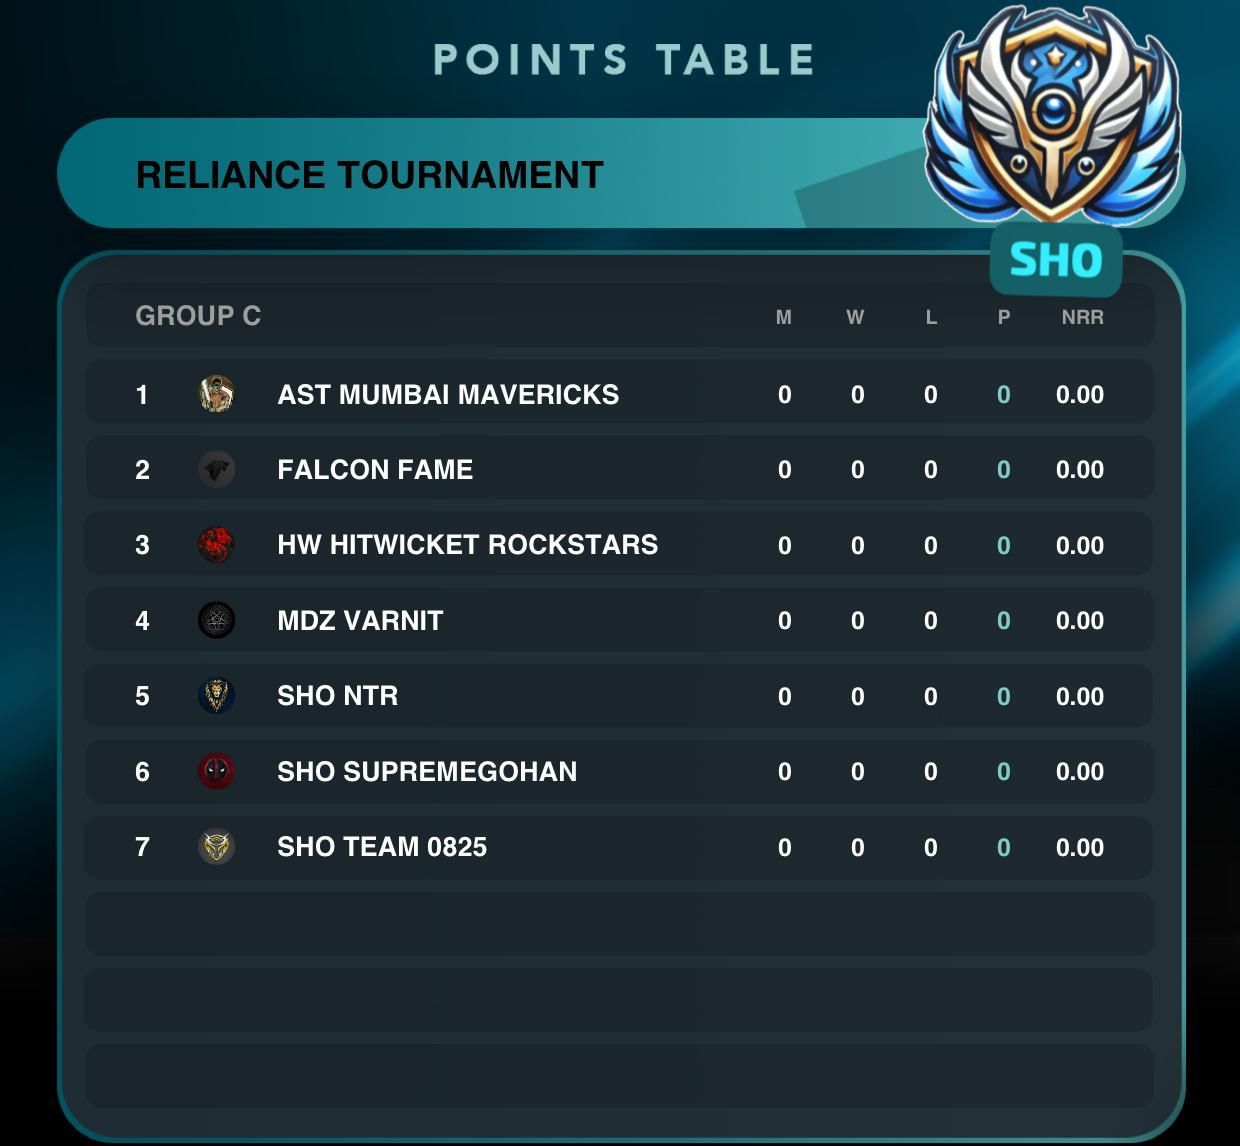 POINTS TABLE
RELIANCE TOURNAMENT
SHO
GROUP C M W L P NRR
1 AST MUMBAI MAVERICKS 0 0 0 0 0.00
2 FALCON FAME 0 0 0 0 0.00
3 HW HITWICKET ROCKSTARS 0 0 0 0 0.00
4 MDZ VARNIT 0 0 0 0 0.00
5 SHO NTR 0 0 0 0 0.00
6 SHO SUPREMEGOHAN 0 0 0 0 0.00
7 SHO TEAM 0825 0 0 0 0 0.00